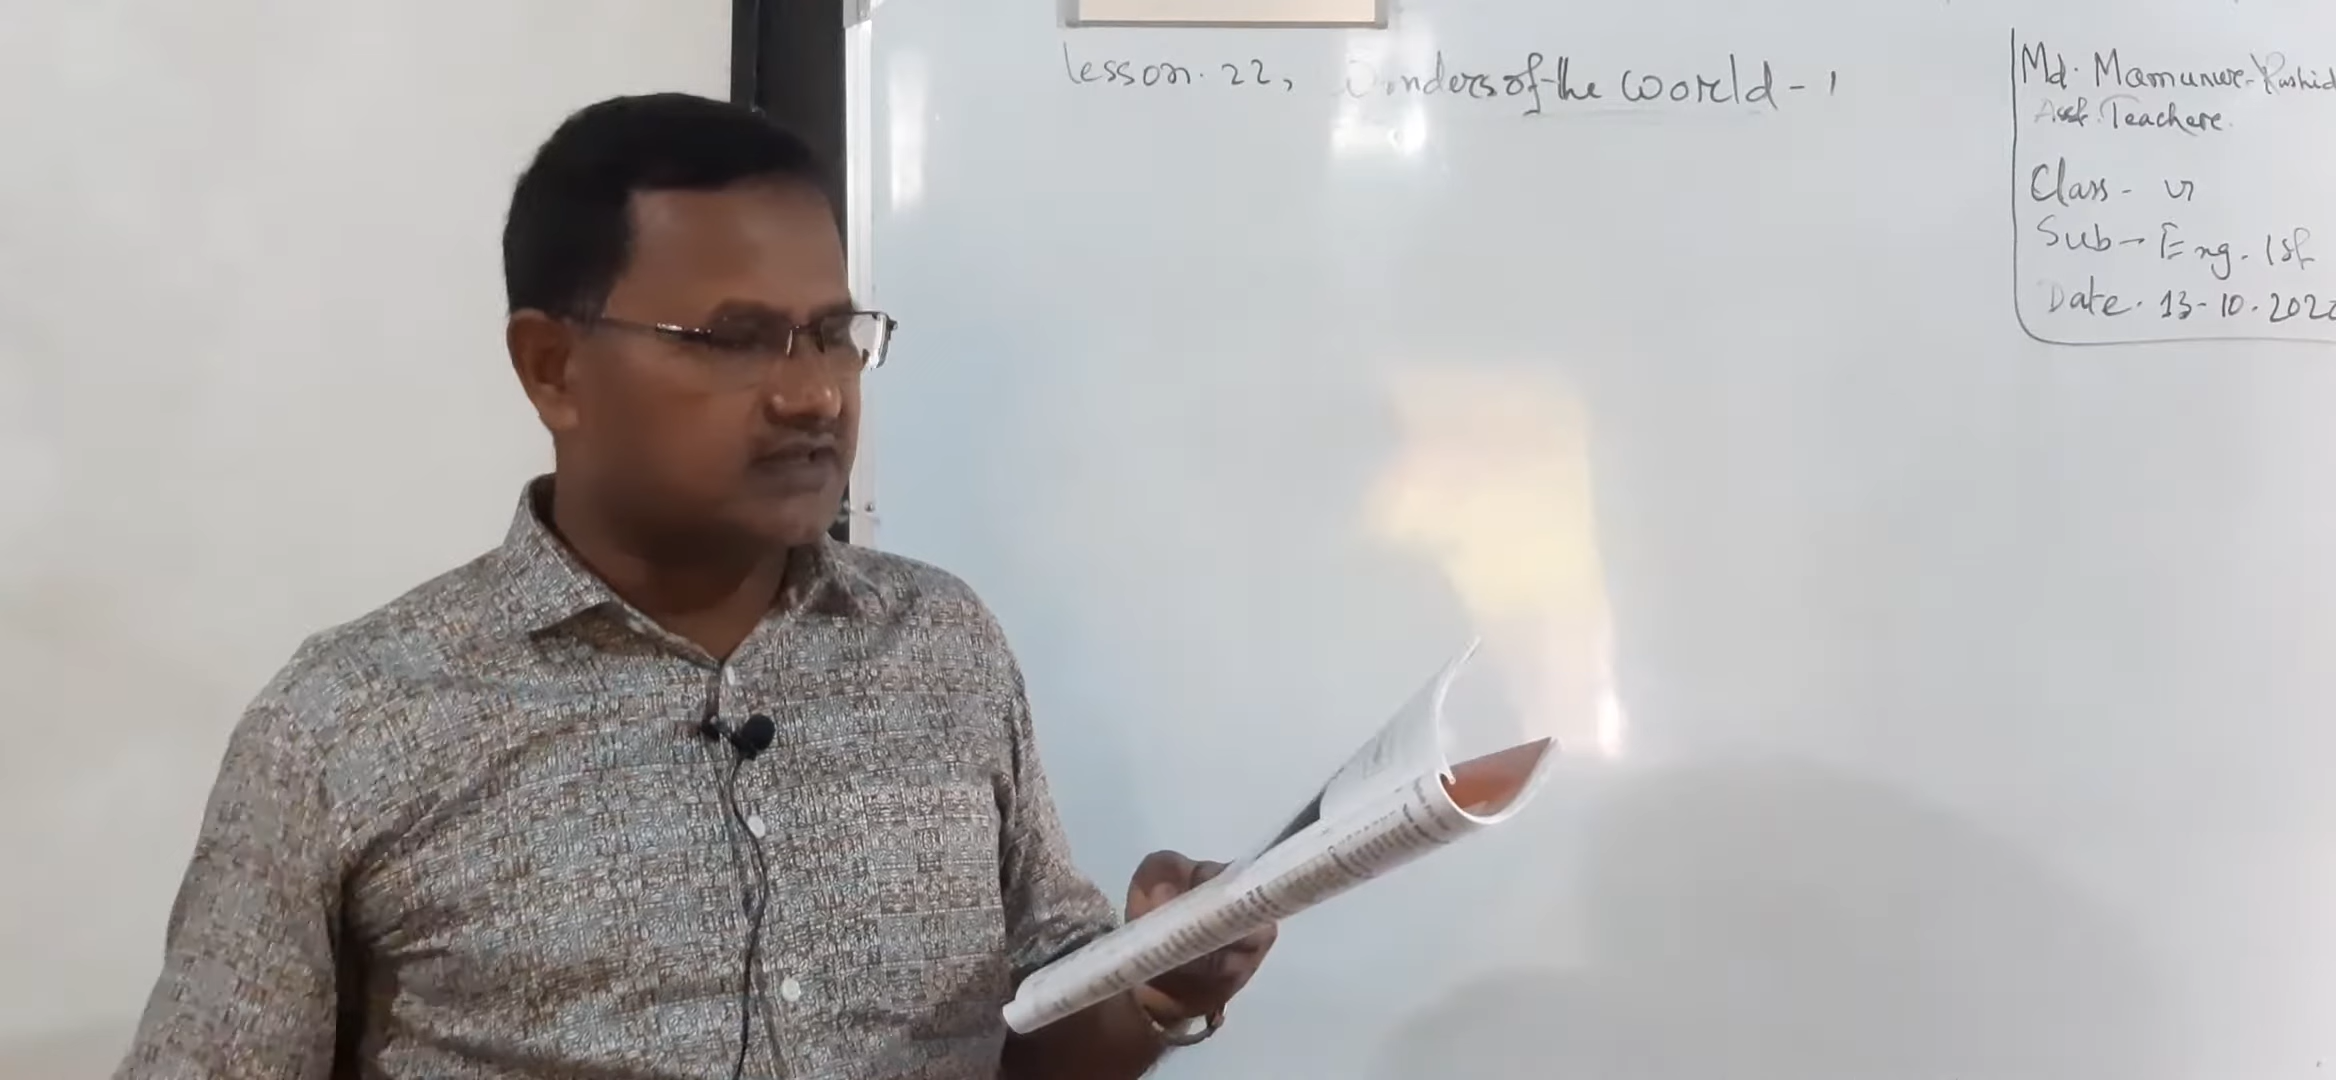 Lesson. 22, Wonders of the World - 1
Md. Mamunur Rashid
Asst. Teacher.
Class - VI
Sub - Eng. 1st
Date. 13-10.202